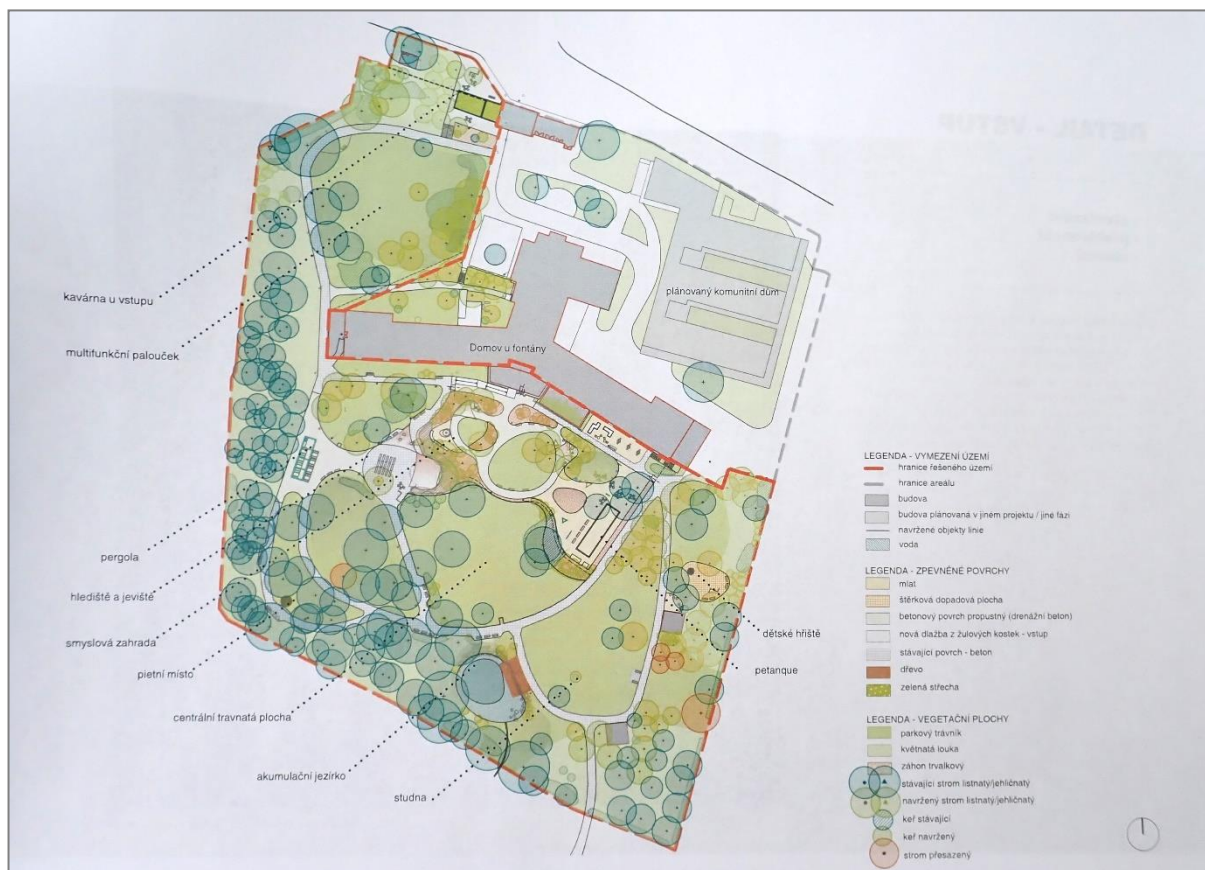 DETAIL - VSTUP
kavárna u vstupu
multifunkční palouček
plánovaný komunitní dům
Domov u fontány
pergola
hlediště a jeviště
smyslová zahrada
pietní místo
centrální travnatá plocha
akumulační jezírko
studna
dětské hřiště
petanque
LEGENDA - VYMEZENÍ ÚZEMÍ
hranice řešeného území
hranice areálu
budova
budova plánovaná v jiném projektu / jiné fázi
navržené objekty linie
voda
LEGENDA - ZPEVNĚNÉ POVRCHY
mlat
štěrková dopadová plocha
betonový povrch propustný (drenážní beton)
nová dlažba z žulových kostek - vstup
stávající povrch - beton
dřevo
zelená střecha
LEGENDA - VEGETAČNÍ PLOCHY
parkový trávník
květnatá louka
záhon trvalkový
stávající strom listnatý/jehličnatý
navržený strom listnatý/jehličnatý
keř stávající
keř navržený
strom přesazený